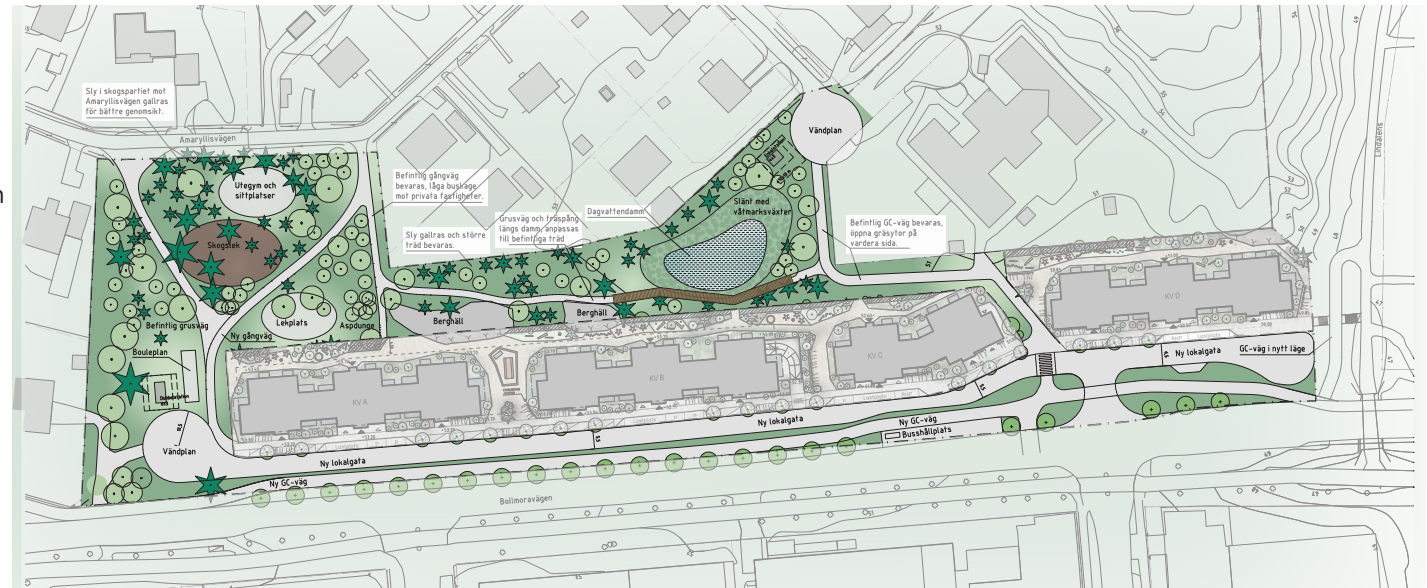 Sly i skogspartiet mot
Amaryllisvägen gallras
för bättre genomsikt.
Amaryllisvägen
Vändplan
Lindalens
Befintlig gångväg
bevaras, låga buskage
mot privata fastigheter.
Utegym och
sittplatser
Skogslek
Sly gallras och större
träd bevaras.
Grusväg och träspång
längs damm anpassas
till befintliga träd
Dagvattendamm
Slänt med
våtmarksväxter
Befintlig GC-väg bevaras,
öppna gräsytor på
vardera sida.
Befintlig grusväg
Ny gångväg
Lekplats
Aspdunge
Berghäll
Berghäll
Bouleplan
KV A
KV B
KV C
KV D
Ny lokalgata
GC-väg i nytt läge
Vändplan
Ny lokalgata
Ny lokalgata
Ny GC-väg
Busshållplats
Ny GC-väg
Bollmoravägen